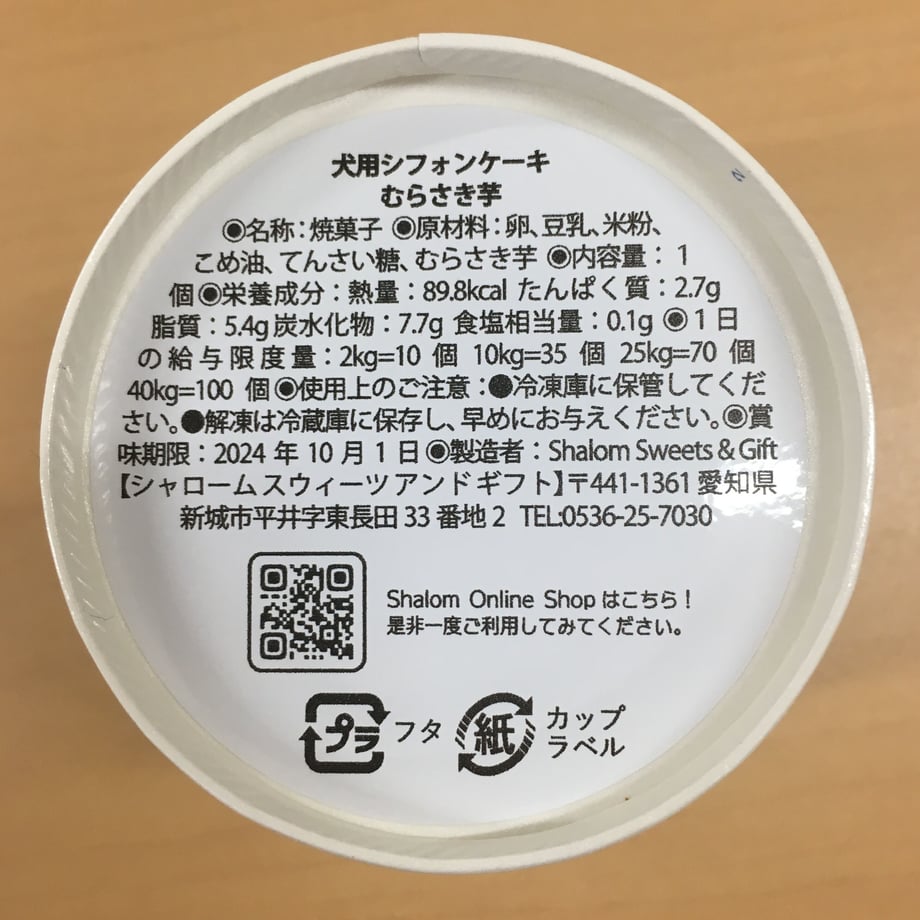 犬用シフォンケーキ
むらさき芋
◉名称：焼菓子 ◉原材料：卵、豆乳、米粉、
こめ油、てんさい糖、むらさき芋 ◉内容量：1
個◉栄養成分：熱量：89.8kcal たんぱく質：2.7g
脂質：5.4g 炭水化物：7.7g 食塩相当量：0.1g ◉1日
の給与限度量：2kg=10 個 10kg=35 個 25kg=70 個
40kg=100 個◉使用上のご注意：●冷凍庫に保管してくだ
さい。●解凍は冷蔵庫に保存し、早めにお与えください。◉賞
味期限：2024 年 10 月 1 日◉製造者：Shalom Sweets & Gift
【シャローム スウィーツ アンド ギフト】〒441-1361 愛知県
新城市平井字東長田 33 番地 2 TEL:0536-25-7030
Shalom Online Shop はこちら！
是非一度ご利用してみてください。
プラ フタ 紙 カップ
ラベル
N